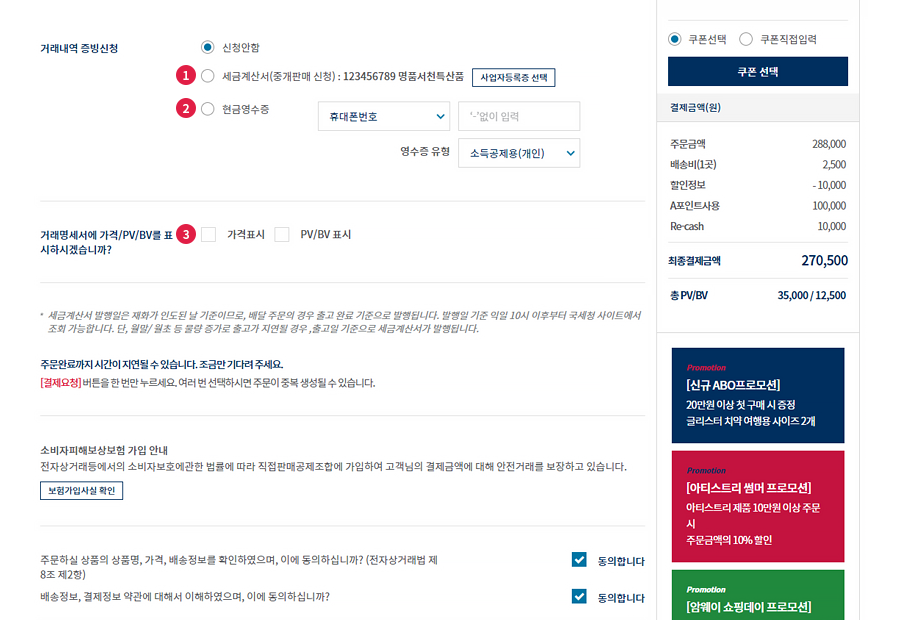 거래내역 증빙신청
신청안함
1 세금계산서(중개판매 신청) : 123456789 명품서천특산품 사업자등록증 선택
2 현금영수증 휴대폰번호 '-'없이 입력
영수증 유형 소득공제용(개인)
거래명세서에 가격/PV/BV를 표
시하시겠습니까?
3 가격표시 PV/BV 표시
* 세금계산서 발행일은 재화가 인도된 날 기준이므로, 배달 주문의 경우 출고 완료 기준으로 발행됩니다. 발행일 기준 익일 10시 이후부터 국세청 사이트에서
조회 가능합니다. 단, 월말/ 월초 등 물량 증가로 출고가 지연될 경우 ,출고일 기준으로 세금계산서가 발행됩니다.
주문완료까지 시간이 지연될 수 있습니다. 조금만 기다려 주세요.
[결제요청] 버튼을 한 번만 누르세요. 여러 번 선택하시면 주문이 중복 생성될 수 있습니다.
소비자피해보상보험 가입 안내
전자상거래등에서의 소비자보호에관한 법률에 따라 직접판매공제조합에 가입하여 고객님의 결제금액에 대해 안전거래를 보장하고 있습니다.
보험가입사실 확인
주문하실 상품의 상품명, 가격, 배송정보를 확인하였으며, 이에 동의하십니까? (전자상거래법 제
8조 제2항)
동의합니다
배송정보, 결제정보 약관에 대해서 이해하였으며, 이에 동의하십니까?
동의합니다
쿠폰선택 쿠폰직접입력
쿠폰 선택
결제금액(원)
주문금액 288,000
배송비(1곳) 2,500
할인정보 - 10,000
A포인트사용 100,000
Re-cash 10,000
최종결제금액 270,500
총 PV/BV 35,000 / 12,500
Promotion
[신규 ABO프로모션]
20만원 이상 첫 구매 시 증정
글리스터 치약 여행용 사이즈 2개
Promotion
[아티스트리 썸머 프로모션]
아티스트리 제품 10만원 이상 주문
시
주문금액의 10% 할인
Promotion
[암웨이 쇼핑데이 프로모션]